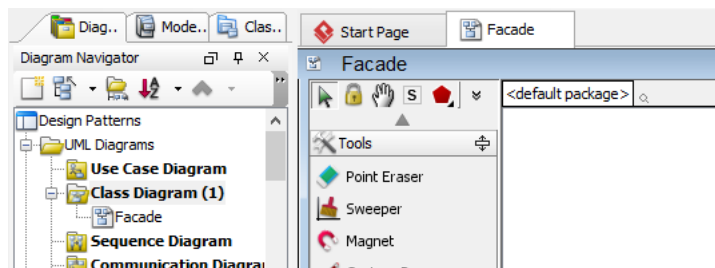 Diag.. Mode.. Clas..
Start Page Facade
Diagram Navigator
Facade
S
<default package>
Design Patterns
UML Diagrams
Tools
Use Case Diagram
Point Eraser
Class Diagram (1)
Sweeper
Facade
Sequence Diagram
Magnet